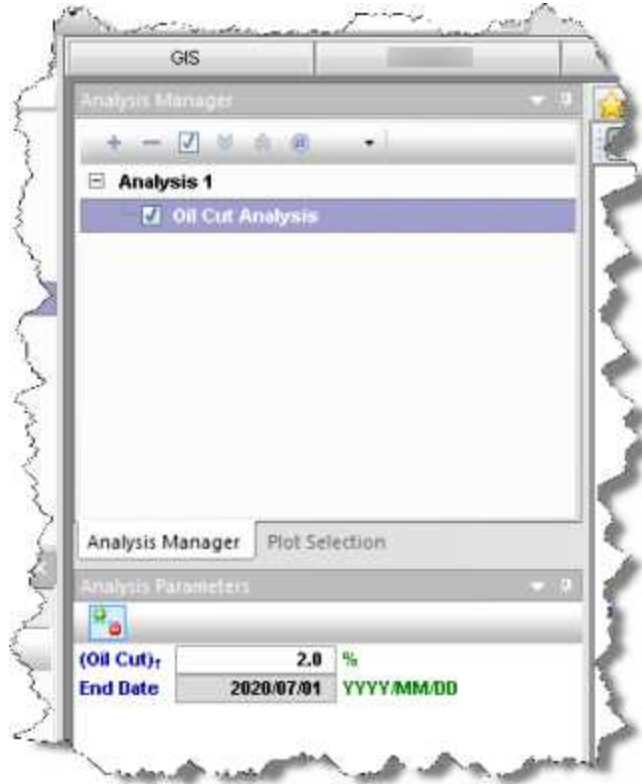 GIS
Analysis Manager
Analysis 1
Oil Cut Analysis
Analysis Manager Plot Selection
Analysis Parameters
(Oil Cut)f 2.0 %
End Date 2020/07/01 YYYY/MM/DD